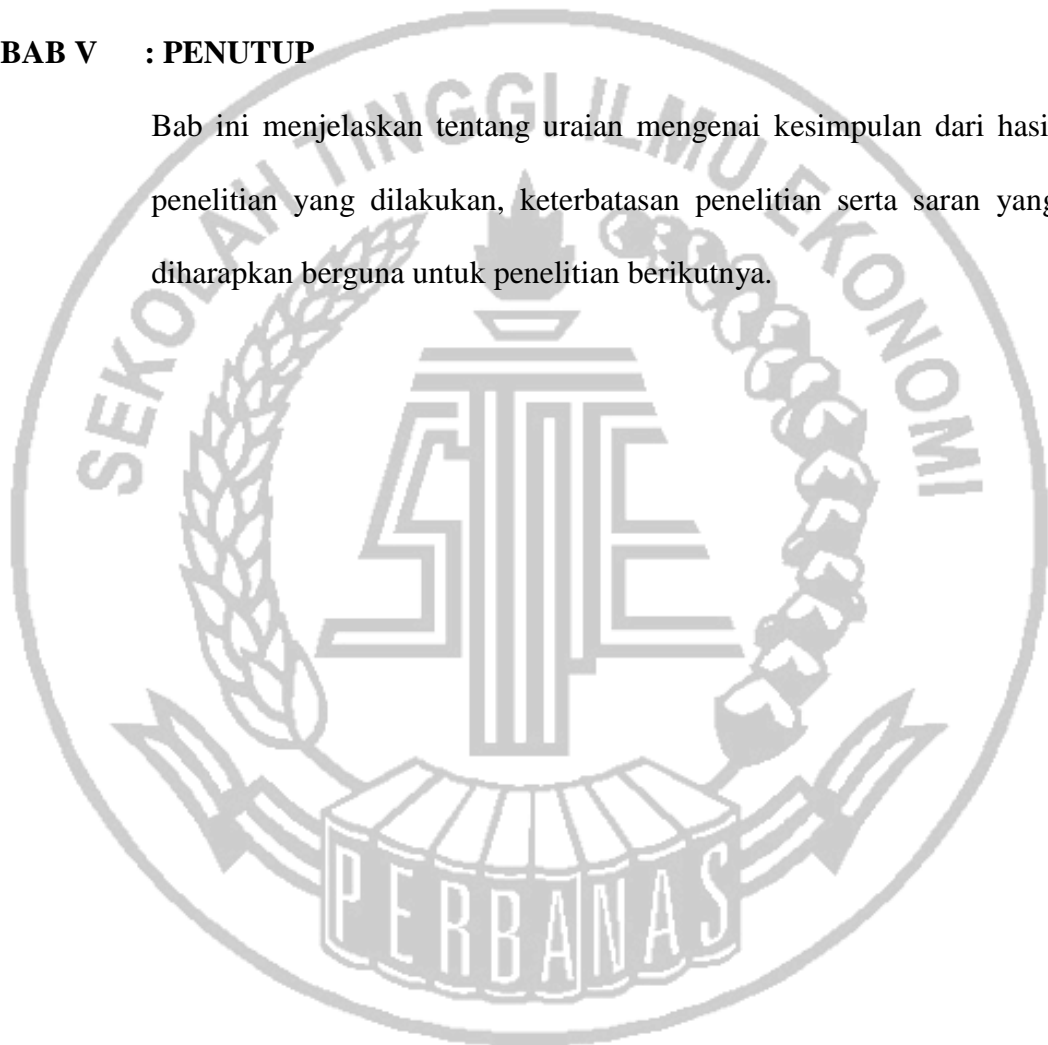 BAB V : PENUTUP
Bab ini menjelaskan tentang uraian mengenai kesimpulan dari hasi
penelitian yang dilakukan, keterbatasan penelitian serta saran yang
diharapkan berguna untuk penelitian berikutnya.
SEKOLAH TINGGI ILMU EKONOMI
STIE
PERBANAS